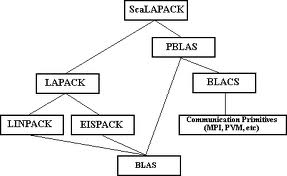 ScaLAPACK
PBLAS
LAPACK
BLACS
LINPACK
EISPACK
Communication Primitives
(MPI, PVM, etc)
BLAS